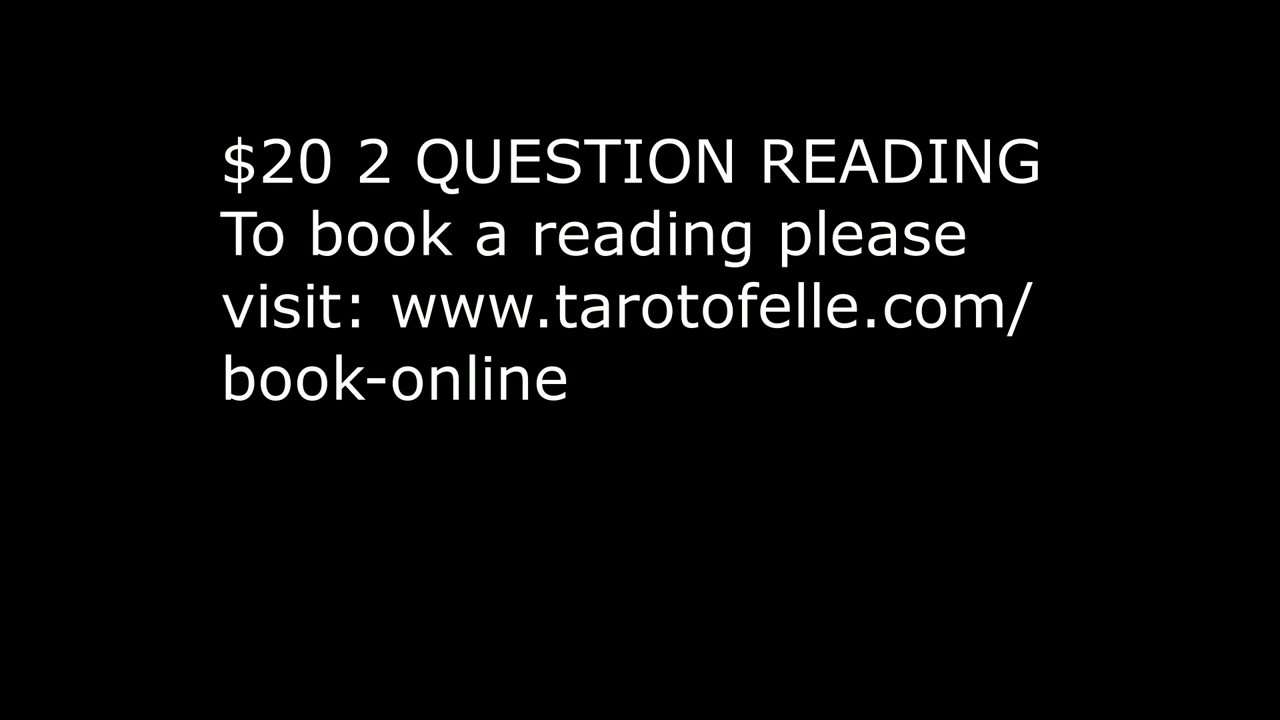 $20 2 QUESTION READING
To book a reading please
visit: www.tarotofelle.com/
book-online